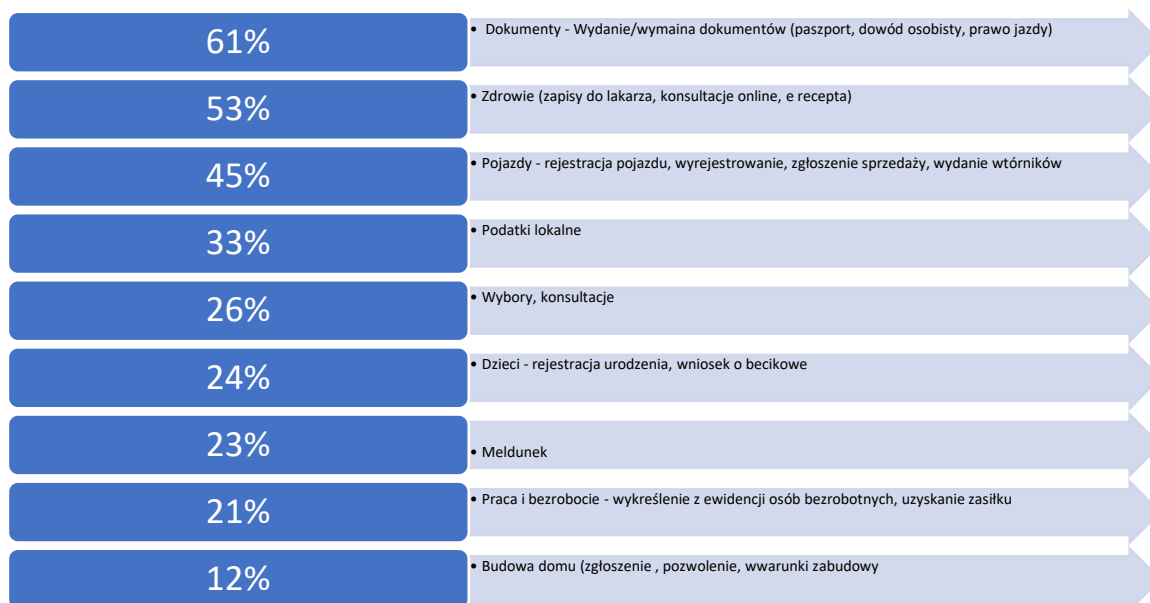 61%
• Dokumenty - Wydanie/wymaina dokumentów (paszport, dowód osobisty, prawo jazdy)
53%
• Zdrowie (zapisy do lakarza, konsultacje online, e recepta)
45%
• Pojazdy - rejestracja pojazdu, wyrejestrowanie, zgłoszenie sprzedaży, wydanie wtórników
33%
• Podatki lokalne
26%
• Wybory, konsultacje
24%
• Dzieci - rejestracja urodzenia, wniosek o becikowe
23%
• Meldunek
21%
• Praca i bezrobocie - wykreślenie z ewidencji osób bezrobotnych, uzyskanie zasiłku
12%
• Budowa domu (zgłoszenie , pozwolenie, wwarunki zabudowy